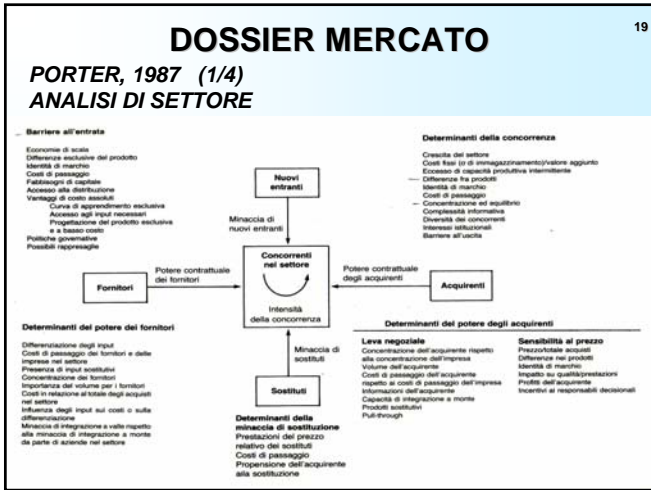 DOSSIER MERCATO
19
PORTER, 1987 (1/4)
ANALISI DI SETTORE
Barriere all'entrata
Economie di scala
Differenze esclusive del prodotto
Identità di marchio
Costi di passaggio
Fabbisogni di capitale
Accesso alla distribuzione
Vantaggi di costo assoluti
Curva di apprendimento esclusiva
Accesso agli input necessari
Progettazione del prodotto esclusiva
e a basso costo
Politiche governative
Possibili rappresaglie
Nuovi
entranti
Minaccia di
nuovi entranti
Determinanti della concorrenza
Crescita del settore
Costi fissi (o di immagazzinamento)/valore aggiunto
Eccesso di capacità produttiva intermittente
Differenze fra prodotti
Identità di marchio
Costi di passaggio
Concentrazione ed equilibrio
Complessità informativa
Diversità dei concorrenti
Interessi istituzionali
Barriere all'uscita
Fornitori
Potere contrattuale
dei fornitori
Concorrenti
nel settore
Intensità
della concorrenza
Potere contrattuale
degli acquirenti
Acquirenti
Minaccia di
sostituti
Sostituti
Determinanti del potere dei fornitori
Differenziazione degli input
Costi di passaggio dei fornitori e delle
imprese nel settore
Presenza di input sostitutivi
Concentrazione dei fornitori
Importanza del volume per i fornitori
Costi in relazione al totale degli acquisti
nel settore
Influenza degli input su costi o sulla
differenziazione
Minaccia di integrazione a valle rispetto
alla minaccia di integrazione a monte
da parte di aziende nel settore
Determinanti della
minaccia di sostituzione
Prestazioni del prezzo
relativo dei sostituti
Costi di passaggio
Propensione dell'acquirente
alla sostituzione
Determinanti del potere degli acquirenti
Leva negoziale
Concentrazione dell'acquirente rispetto
alla concentrazione dell'impresa
Volume dell'acquirente
Costi di passaggio dell'acquirente
rispetto ai costi di passaggio dell'impresa
Informazioni dell'acquirente
Capacità di integrazione a monte
Prodotti sostitutivi
Pull-through
Sensibilità al prezzo
Prezzo/totale acquisti
Differenze nei prodotti
Identità di marchio
Impatto su qualità/prestazioni
Profitti dell'acquirente
Incentivi ai responsabili decisionali